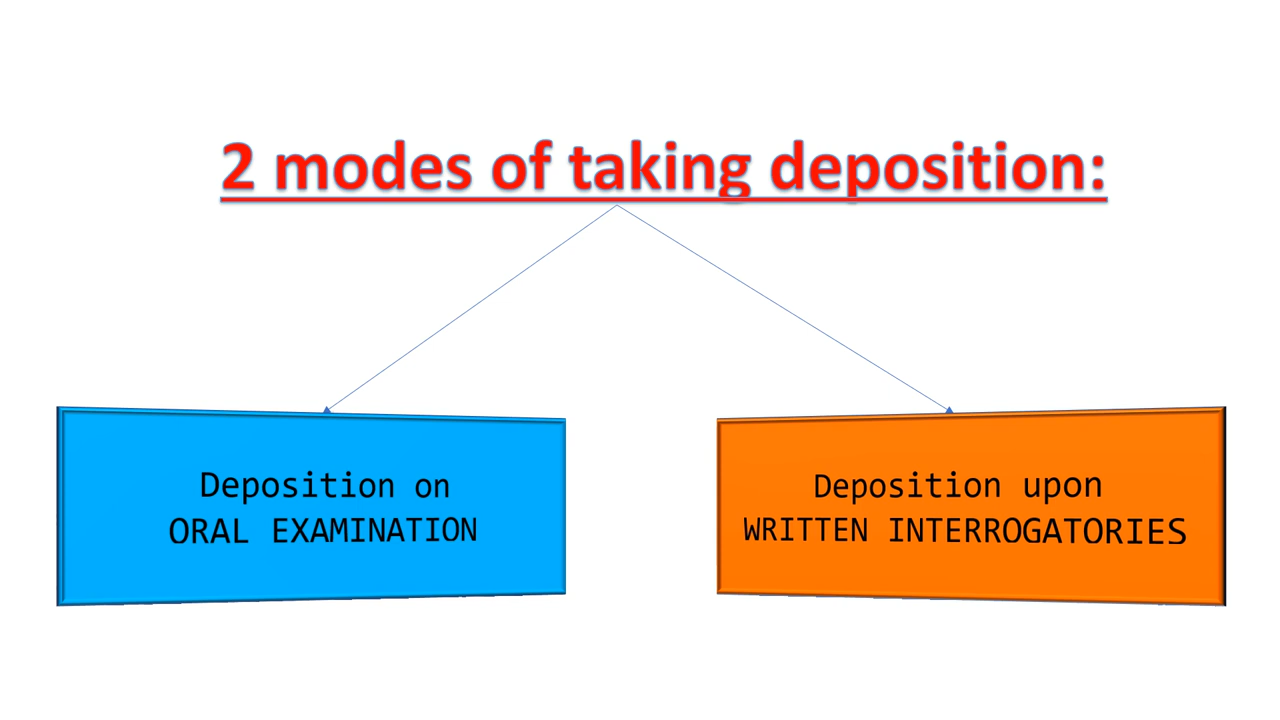 2 modes of taking deposition:
Deposition on
ORAL EXAMINATION
Deposition upon
WRITTEN INTERROGATORIES